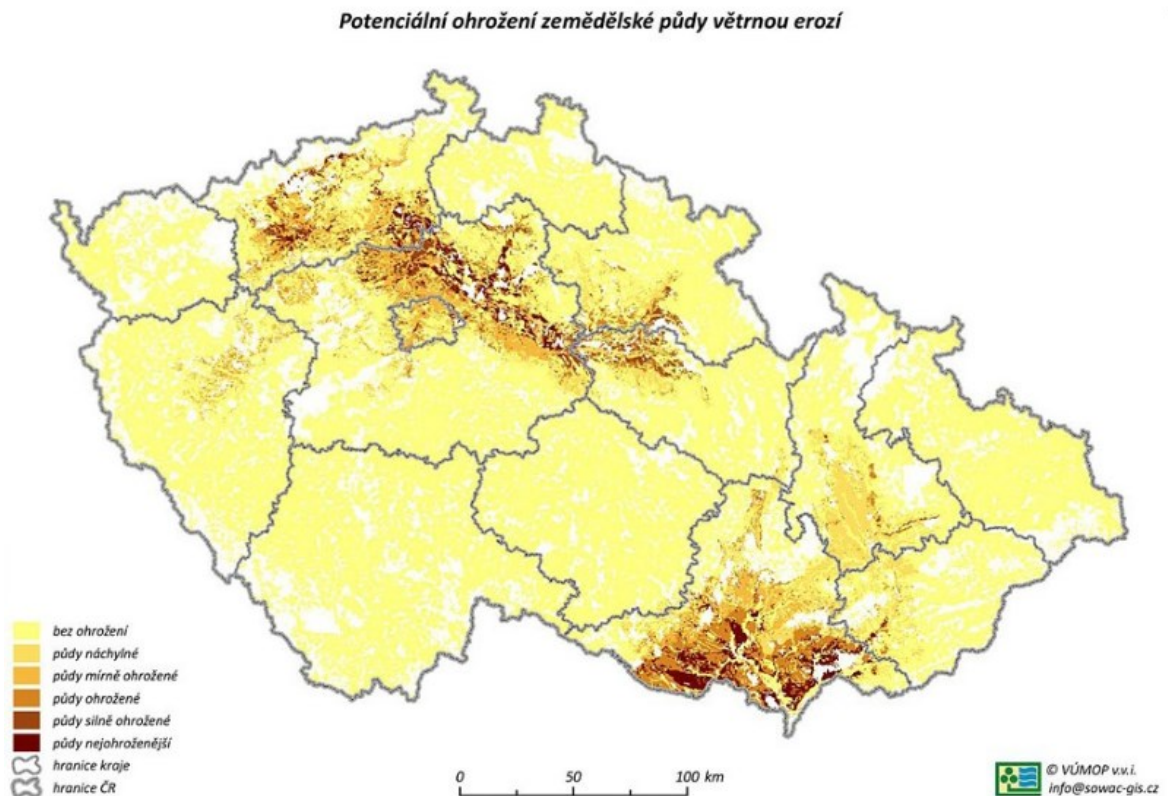 Potenciální ohrožení zemědělské půdy větrnou erozí
bez ohrožení
půdy náchylné
půdy mírně ohrožené
půdy ohrožené
půdy silně ohrožené
půdy nejohroženější
hranice kraje
hranice ČR
0 50 100 km
© VÚMOP v.v.i.
info@sowac-gis.cz